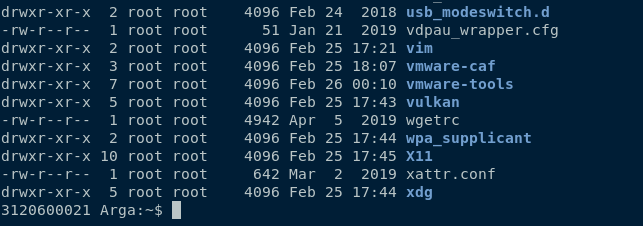 drwxr-xr-x  2 root root    4096 Feb 24  2018 usb_modeswitch.d
-rw-r--r--  1 root root      51 Jan 21  2019 vdpau_wrapper.cfg
drwxr-xr-x  2 root root    4096 Feb 25 17:21 vim
drwxr-xr-x  3 root root    4096 Feb 25 18:07 vmware-caf
drwxr-xr-x  7 root root    4096 Feb 26 00:10 vmware-tools
drwxr-xr-x  5 root root    4096 Feb 25 17:43 vulkan
-rw-r--r--  1 root root    4942 Apr  5  2019 wgetrc
drwxr-xr-x  2 root root    4096 Feb 25 17:44 wpa_supplicant
drwxr-xr-x 10 root root    4096 Feb 25 17:45 X11
-rw-r--r--  1 root root     642 Mar  2  2019 xattr.conf
drwxr-xr-x  5 root root    4096 Feb 25 17:44 xdg
3120600021 Arga:~$